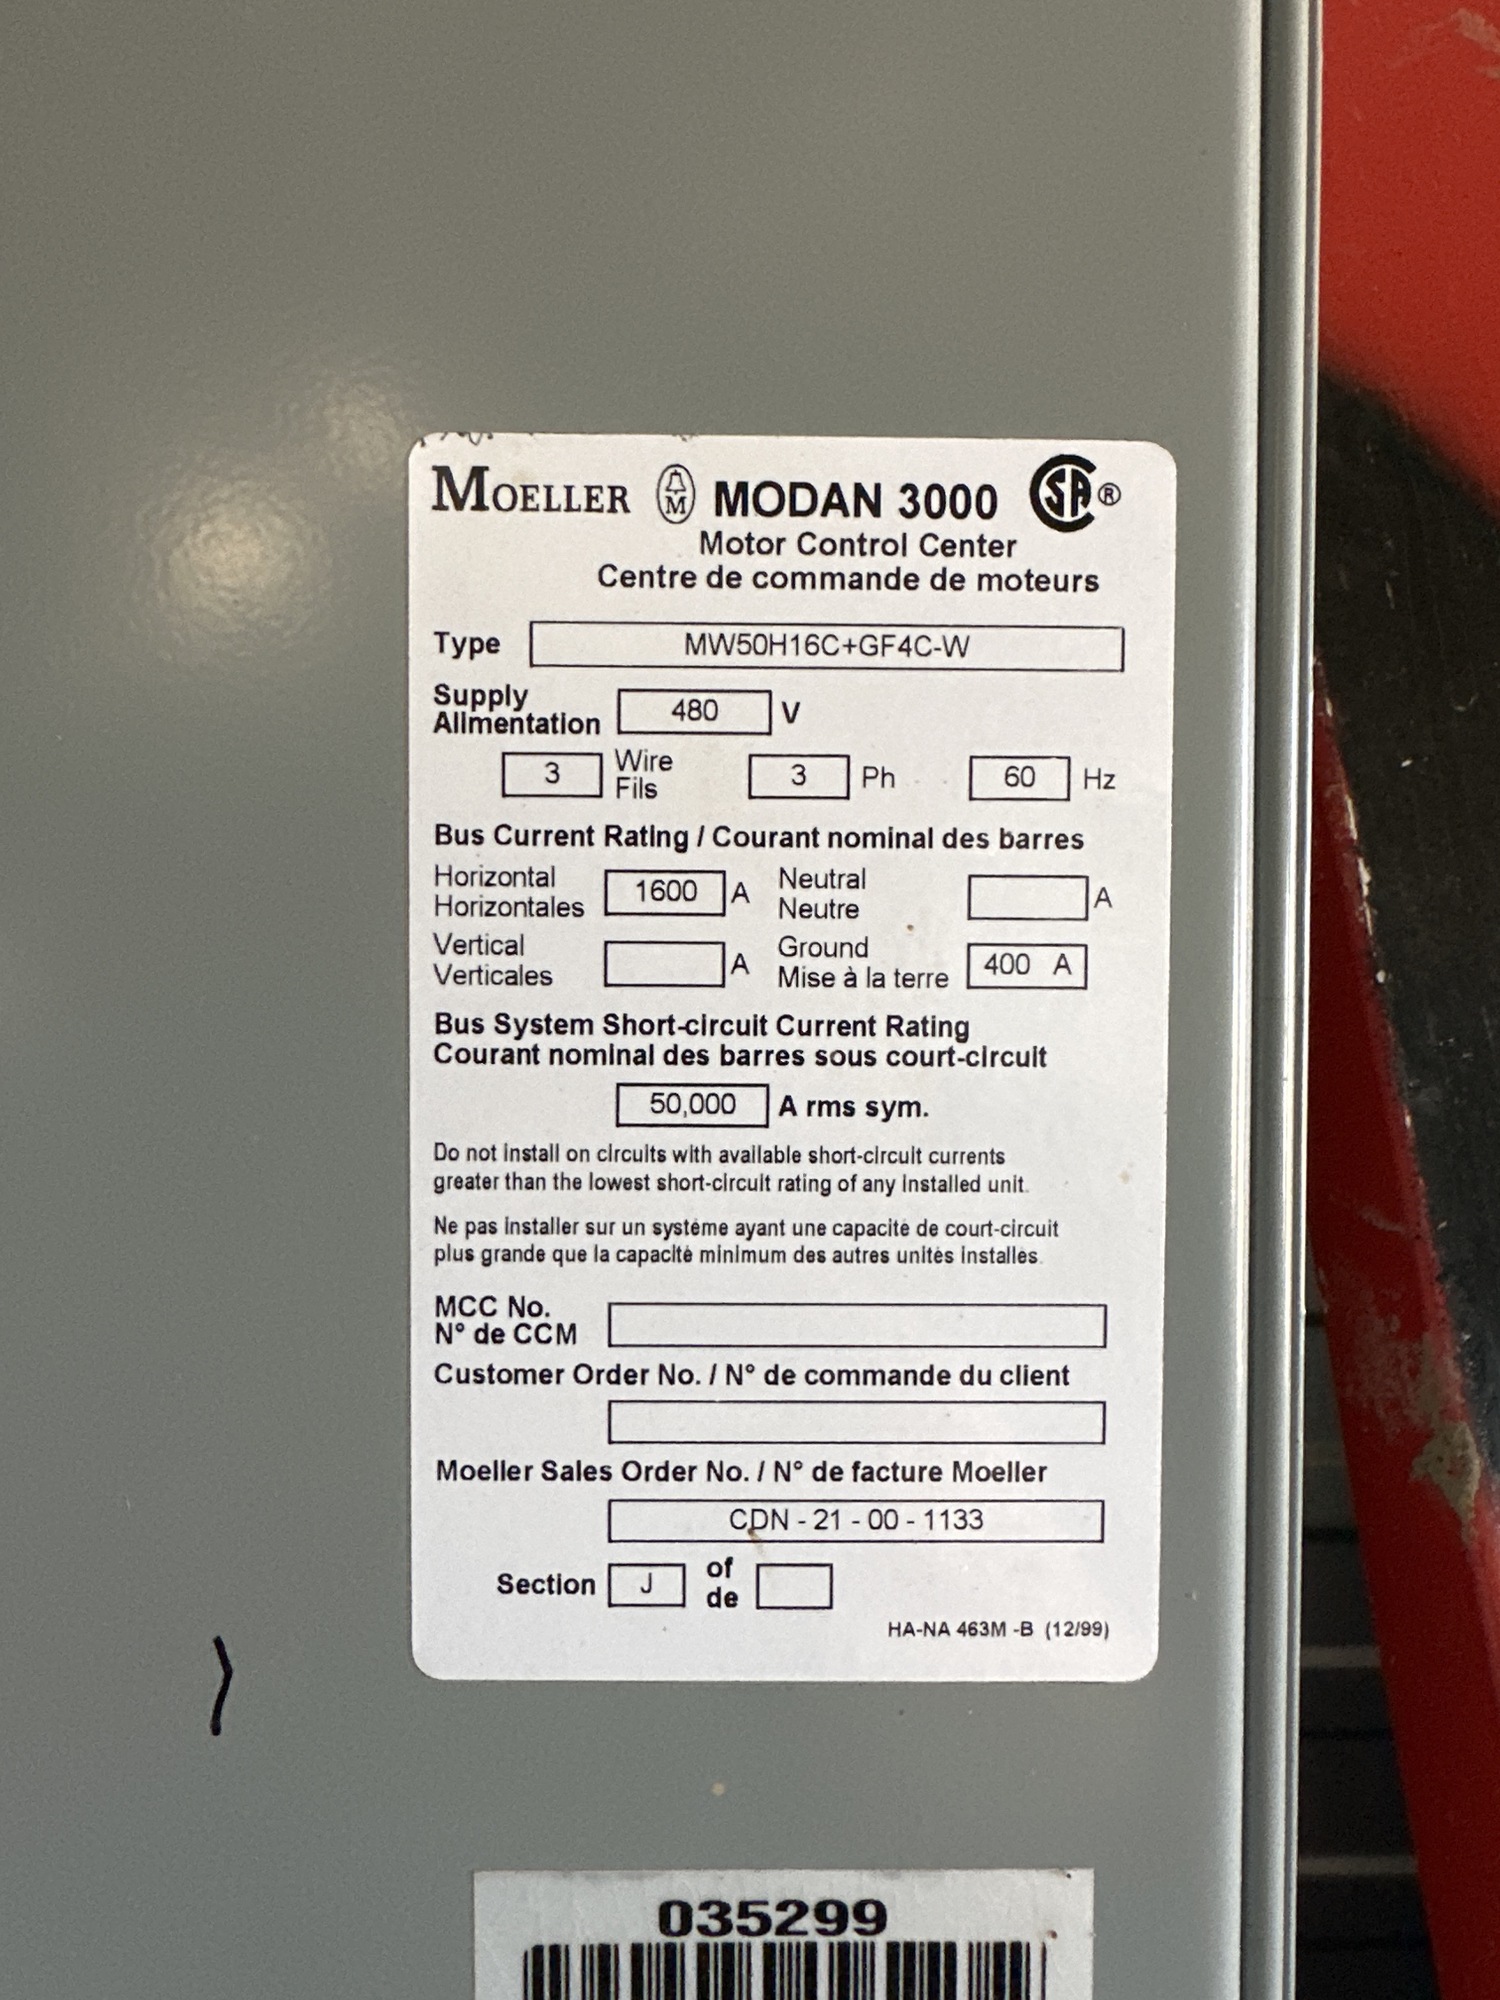 MOELLER M MODAN 3000 CSA ®
Motor Control Center
Centre de commande de moteurs
Type MW50H16C+GF4C-W
Supply
Alimentation 480 V
3 Wire
Fils 3 Ph 60 Hz
Bus Current Rating / Courant nominal des barres
Horizontal
Horizontales 1600 A Neutral
Neutre A
Vertical
Verticales A Ground
Mise à la terre 400 A
Bus System Short-circuit Current Rating
Courant nominal des barres sous court-circuit
50,000 A rms sym.
Do not install on circuits with available short-circuit currents
greater than the lowest short-circuit rating of any installed unit.
Ne pas installer sur un système ayant une capacité de court-circuit
plus grande que la capacité minimum des autres unités installés.
MCC No.
N° de CCM
Customer Order No. / N° de commande du client
Moeller Sales Order No. / N° de facture Moeller
CDN - 21 - 00 - 1133
Section J of
de
HA-NA 463M -B (12/99)
035299